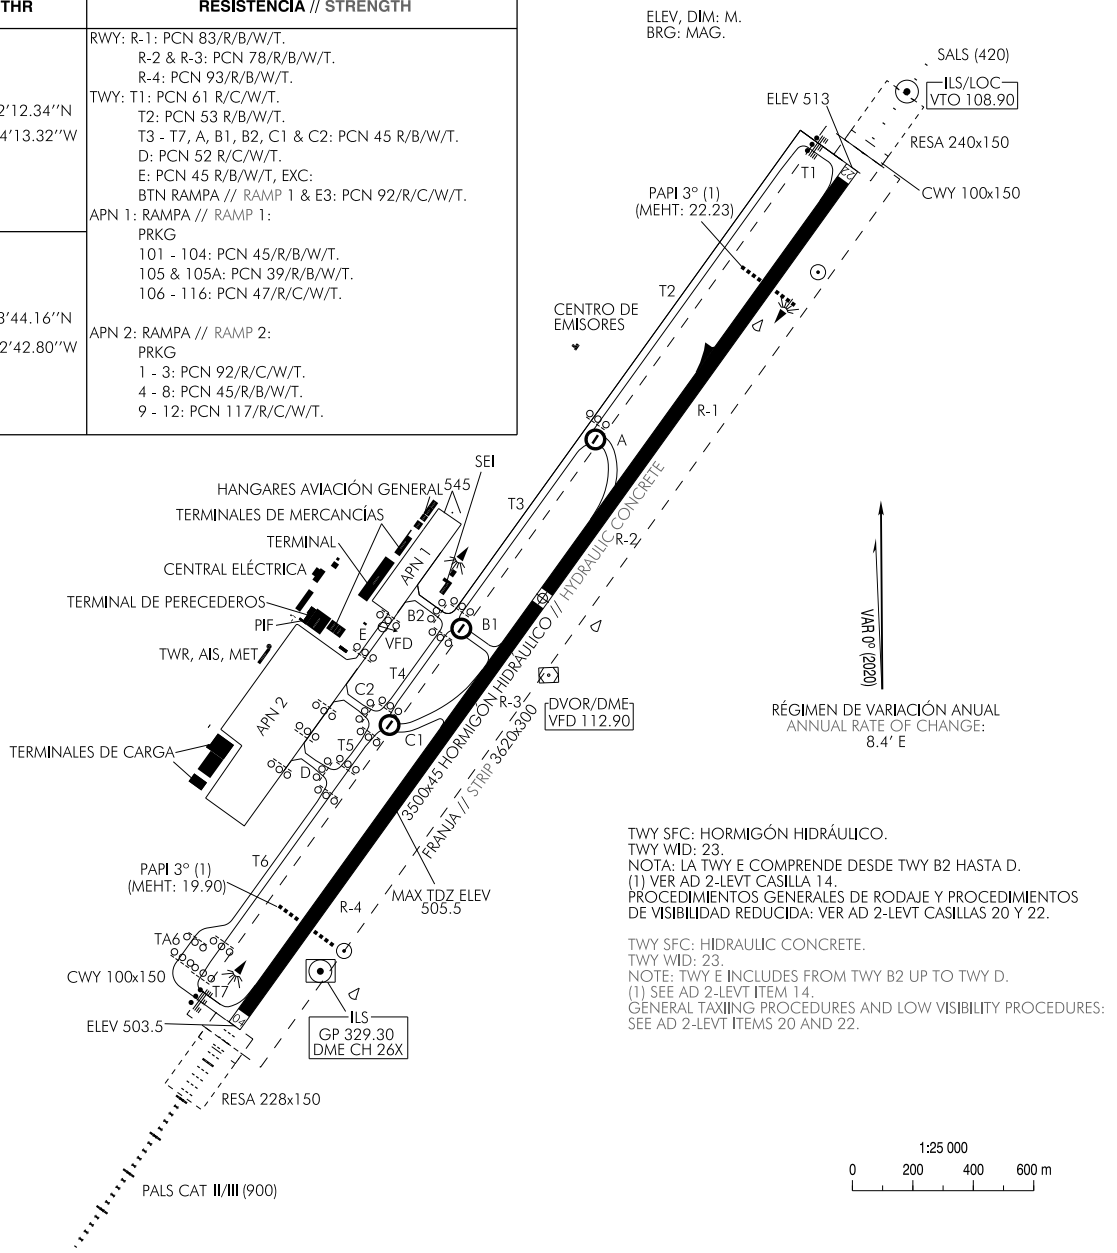 THR
RESISTENCIA // STRENGTH
2'12.34''N
4'13.32''W
3'44.16''N
2'42.80''W
RWY: R-1: PCN 83/R/B/W/T.
R-2 & R-3: PCN 78/R/B/W/T.
R-4: PCN 93/R/B/W/T.
TWY: T1: PCN 61 R/C/W/T.
T2: PCN 53 R/B/W/T.
T3 - T7, A, B1, B2, C1 & C2: PCN 45 R/B/W/T.
D: PCN 52 R/C/W/T.
E: PCN 45 R/B/W/T, EXC:
BTN RAMPA // RAMP 1 & E3: PCN 92/R/C/W/T.
APN 1: RAMPA // RAMP 1:
PRKG
101 - 104: PCN 45/R/B/W/T.
105 & 105A: PCN 39/R/B/W/T.
106 - 116: PCN 47/R/C/W/T.
APN 2: RAMPA // RAMP 2:
PRKG
1 - 3: PCN 92/R/C/W/T.
4 - 8: PCN 45/R/B/W/T.
9 - 12: PCN 117/R/C/W/T.
ELEV, DIM: M.
BRG: MAG.
SALS (420)
ILS/LOC
VTO 108.90
ELEV 513
RESA 240x150
T1
22
CWY 100x150
PAPI 3º (1)
(MEHT: 22.23)
T2
CENTRO DE
EMISORES
R-1
A
SEI
545
HANGARES AVIACIÓN GENERAL
TERMINALES DE MERCANCÍAS
T3
TERMINAL
R-2
APN 1
CENTRAL ELÉCTRICA
TERMINAL DE PERECEDEROS
B2
B1
PIF
E
VFD
TWR, AIS, MET
T4
C2
R-3
DVOR/DME
VFD 112.90
APN 2
C1
T5
TERMINALES DE CARGA
D
3500x45 HORMIGÓN HIDRÁULICO // HYDRAULIC CONCRETE
FRANJA // STRIP 3620x300
VAR 0º (2020)
RÉGIMEN DE VARIACIÓN ANUAL
ANNUAL RATE OF CHANGE:
8.4' E
T6
PAPI 3º (1)
(MEHT: 19.90)
MAX TDZ ELEV
505.5
R-4
TA6
CWY 100x150
T7
04
ELEV 503.5
ILS
GP 329.30
DME CH 26X
RESA 228x150
PALS CAT II/III (900)
TWY SFC: HORMIGÓN HIDRÁULICO.
TWY WID: 23.
NOTA: LA TWY E COMPRENDE DESDE TWY B2 HASTA D.
(1) VER AD 2-LEVT CASILLA 14.
PROCEDIMIENTOS GENERALES DE RODAJE Y PROCEDIMIENTOS
DE VISIBILIDAD REDUCIDA: VER AD 2-LEVT CASILLAS 20 Y 22.
TWY SFC: HIDRAULIC CONCRETE.
TWY WID: 23.
NOTE: TWY E INCLUDES FROM TWY B2 UP TO TWY D.
(1) SEE AD 2-LEVT ITEM 14.
GENERAL TAXIING PROCEDURES AND LOW VISIBILITY PROCEDURES:
SEE AD 2-LEVT ITEMS 20 AND 22.
1:25 000
0 200 400 600 m